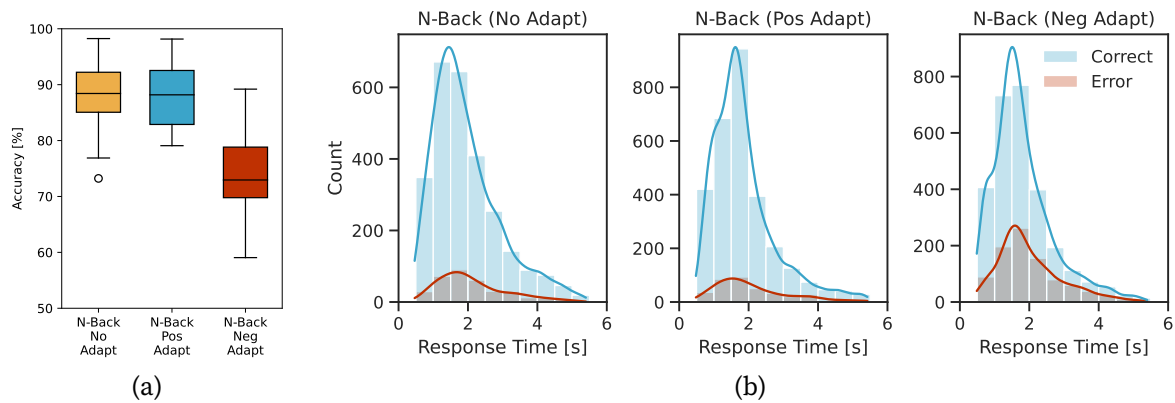 Accuracy [%]
100
90
80
70
60
50
N-Back
No
Adapt
N-Back
Pos
Adapt
N-Back
Neg
Adapt
(a)
N-Back (No Adapt)
Count
600
400
200
0
0 2 4 6
Response Time [s]
N-Back (Pos Adapt)
800
600
400
200
0
0 2 4 6
Response Time [s]
N-Back (Neg Adapt)
Correct
Error
800
600
400
200
0
0 2 4 6
Response Time [s]
(b)